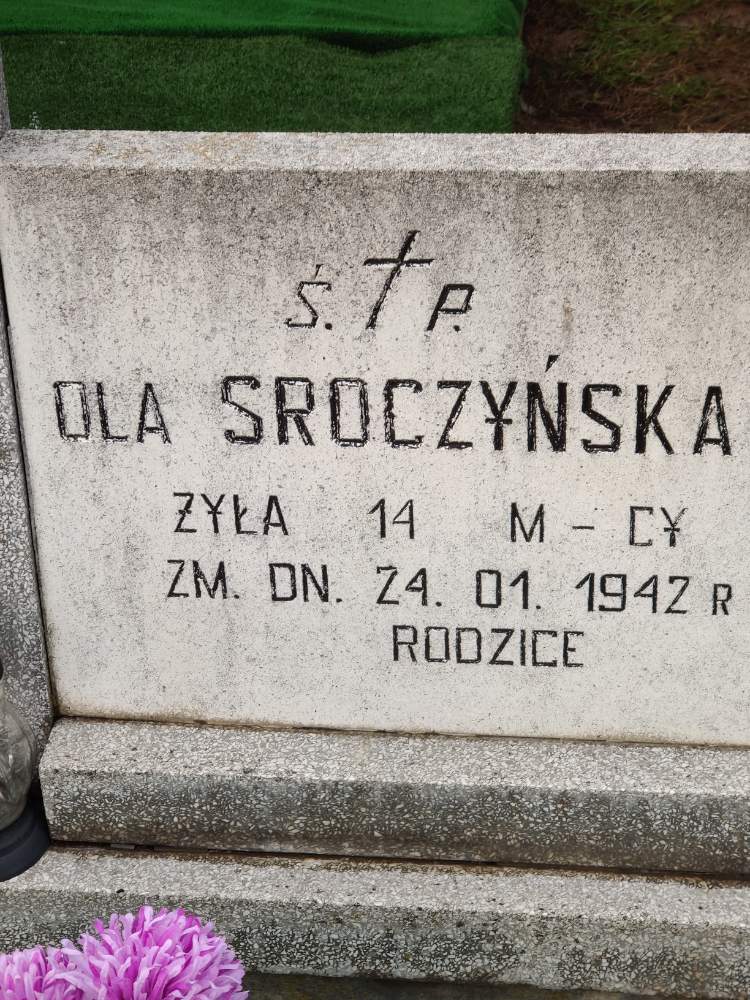 Ś. P.
OLA SROCZYŃSKA
ŻYŁA 14 M - CY
ZM. DN. 24. 01. 1942 R
RODZICE